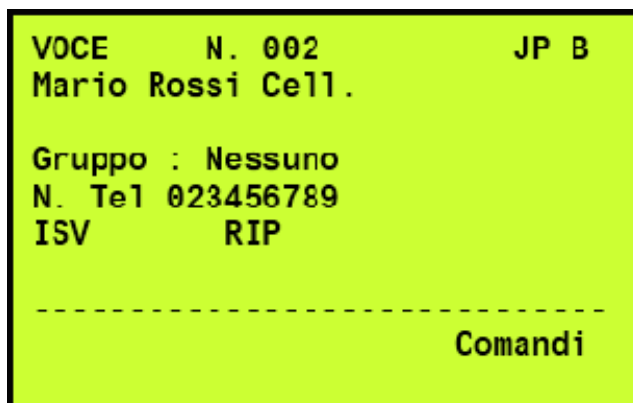 VOCE N. 002 JP B
Mario Rossi Cell.
Gruppo : Nessuno
N. Tel 023456789
ISV RIP
--------------------------------
Comandi